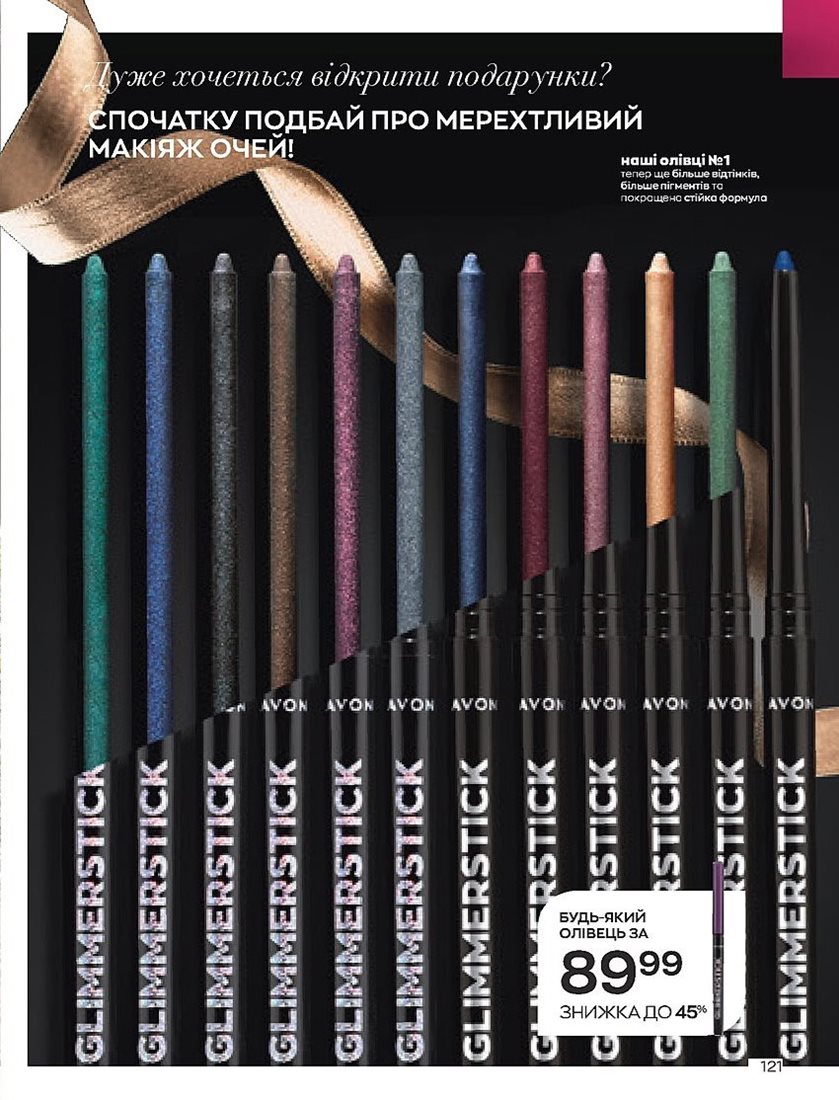 Дуже хочеться відкрити подарунки?
СПОЧАТКУ ПОДБАЙ ПРО МЕРЕХТЛИВИЙ
МАКІЯЖ ОЧЕЙ!
наші олівці №1
тепер ще більше відтінків,
більше пігментів та
покращена стійка формула
AVON
AVON
AVON
AVON
AVON
AVON
AVON
AVON
AVON
GLIMMERSTICK
GLIMMERSTICK
GLIMMERSTICK
GLIMMERSTICK
GLIMMERSTICK
GLIMMERSTICK
GLIMMERSTICK
GLIMMERSTICK
GLIMMERSTICK
БУДЬ-ЯКИЙ
ОЛІВЕЦЬ ЗА
89⁹⁹
ЗНИЖКА ДО 45%
GLIMMERSTICK
121